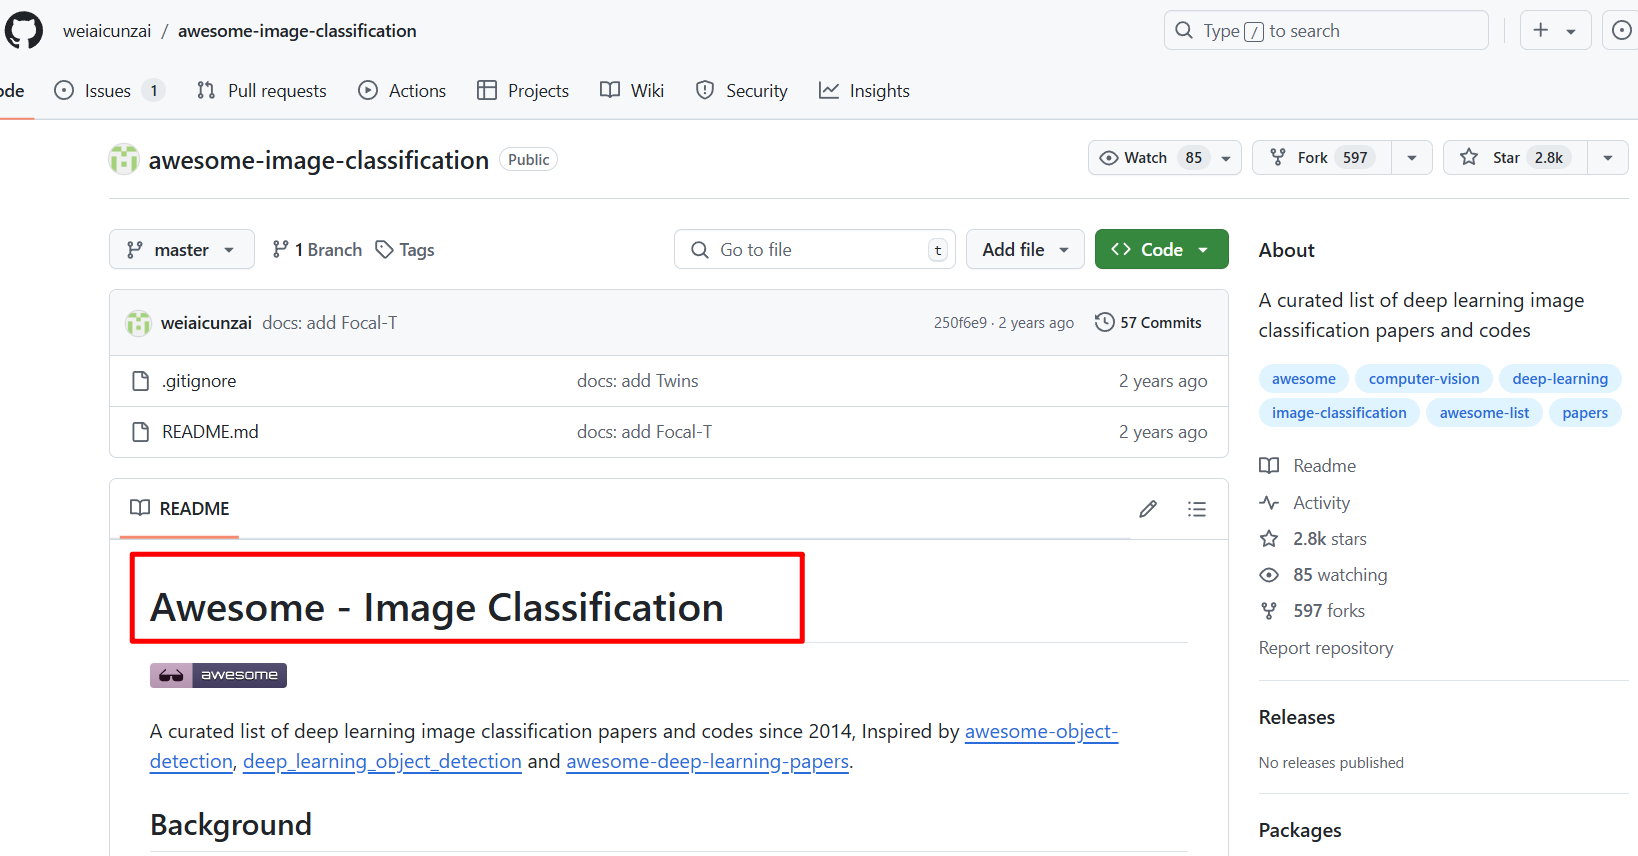 weiaicunzai / awesome-image-classification
Type / to search
ode Issues 1 Pull requests Actions Projects Wiki Security Insights
awesome-image-classification Public
Watch 85 Fork 597 Star 2.8k
master 1 Branch Tags Go to file t Add file Code
weiaicunzai docs: add Focal-T 250f6e9 · 2 years ago 57 Commits
.gitignore docs: add Twins 2 years ago
README.md docs: add Focal-T 2 years ago
README
Awesome - Image Classification
awesome
A curated list of deep learning image classification papers and codes since 2014, Inspired by awesome-object-
detection, deep_learning_object_detection and awesome-deep-learning-papers.
Background
About
A curated list of deep learning image
classification papers and codes
awesome computer-vision deep-learning
image-classification awesome-list papers
Readme
Activity
2.8k stars
85 watching
597 forks
Report repository
Releases
No releases published
Packages